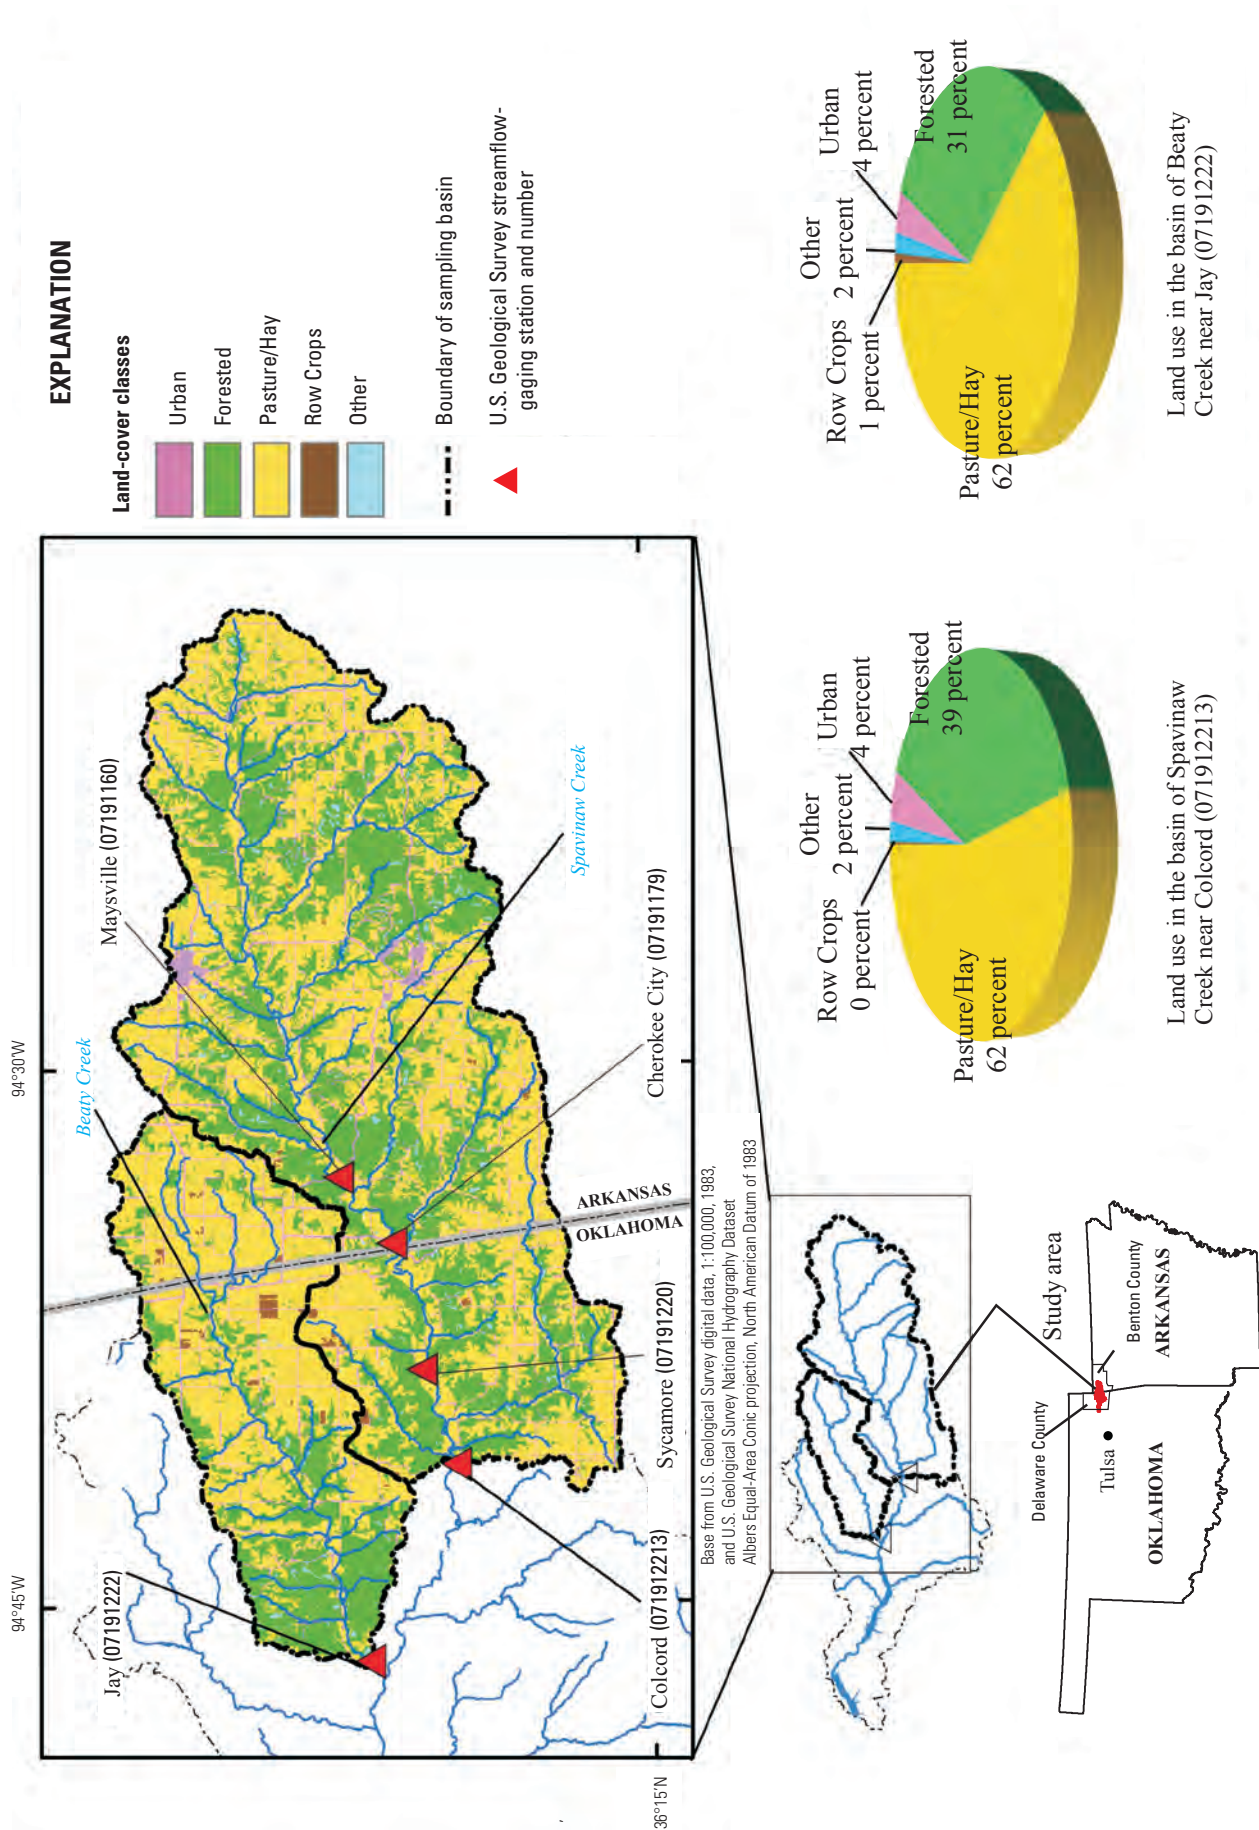 94°45'W
94°30'W
Jay (07191222)
Beaty Creek
Maysville (07191160)
Spavinaw Creek
Cherokee City (07191179)
Sycamore (07191220)
Colcord (071912213)
ARKANSAS
OKLAHOMA
36°15'N
EXPLANATION
Land-cover classes
Urban
Forested
Pasture/Hay
Row Crops
Other
Boundary of sampling basin
U.S. Geological Survey streamflow-
gaging station and number
Base from U.S. Geological Survey digital data, 1:100,000, 1983,
and U.S. Geological Survey National Hydrography Dataset
Albers Equal-Area Conic projection, North American Datum of 1983
Study area
Delaware County
Benton County
Tulsa
OKLAHOMA
ARKANSAS
Row Crops
0 percent
Other
2 percent
Urban
4 percent
Forested
39 percent
Pasture/Hay
62 percent
Land use in the basin of Spavinaw
Creek near Colcord (071912213)
Row Crops
1 percent
Other
2 percent
Urban
4 percent
Forested
31 percent
Pasture/Hay
62 percent
Land use in the basin of Beaty
Creek near Jay (07191222)